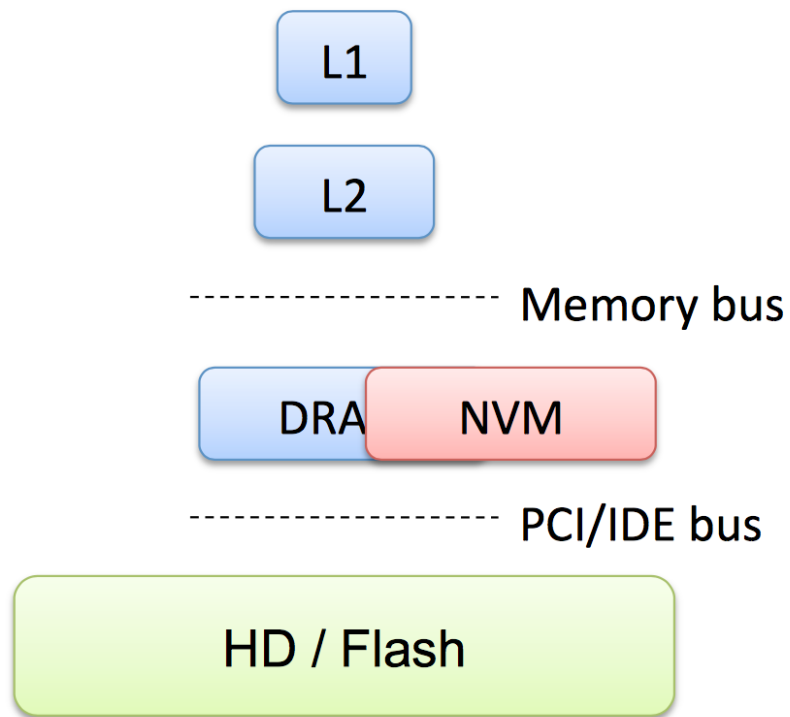 L1
L2
Memory bus
DRA
NVM
PCI/IDE bus
HD / Flash